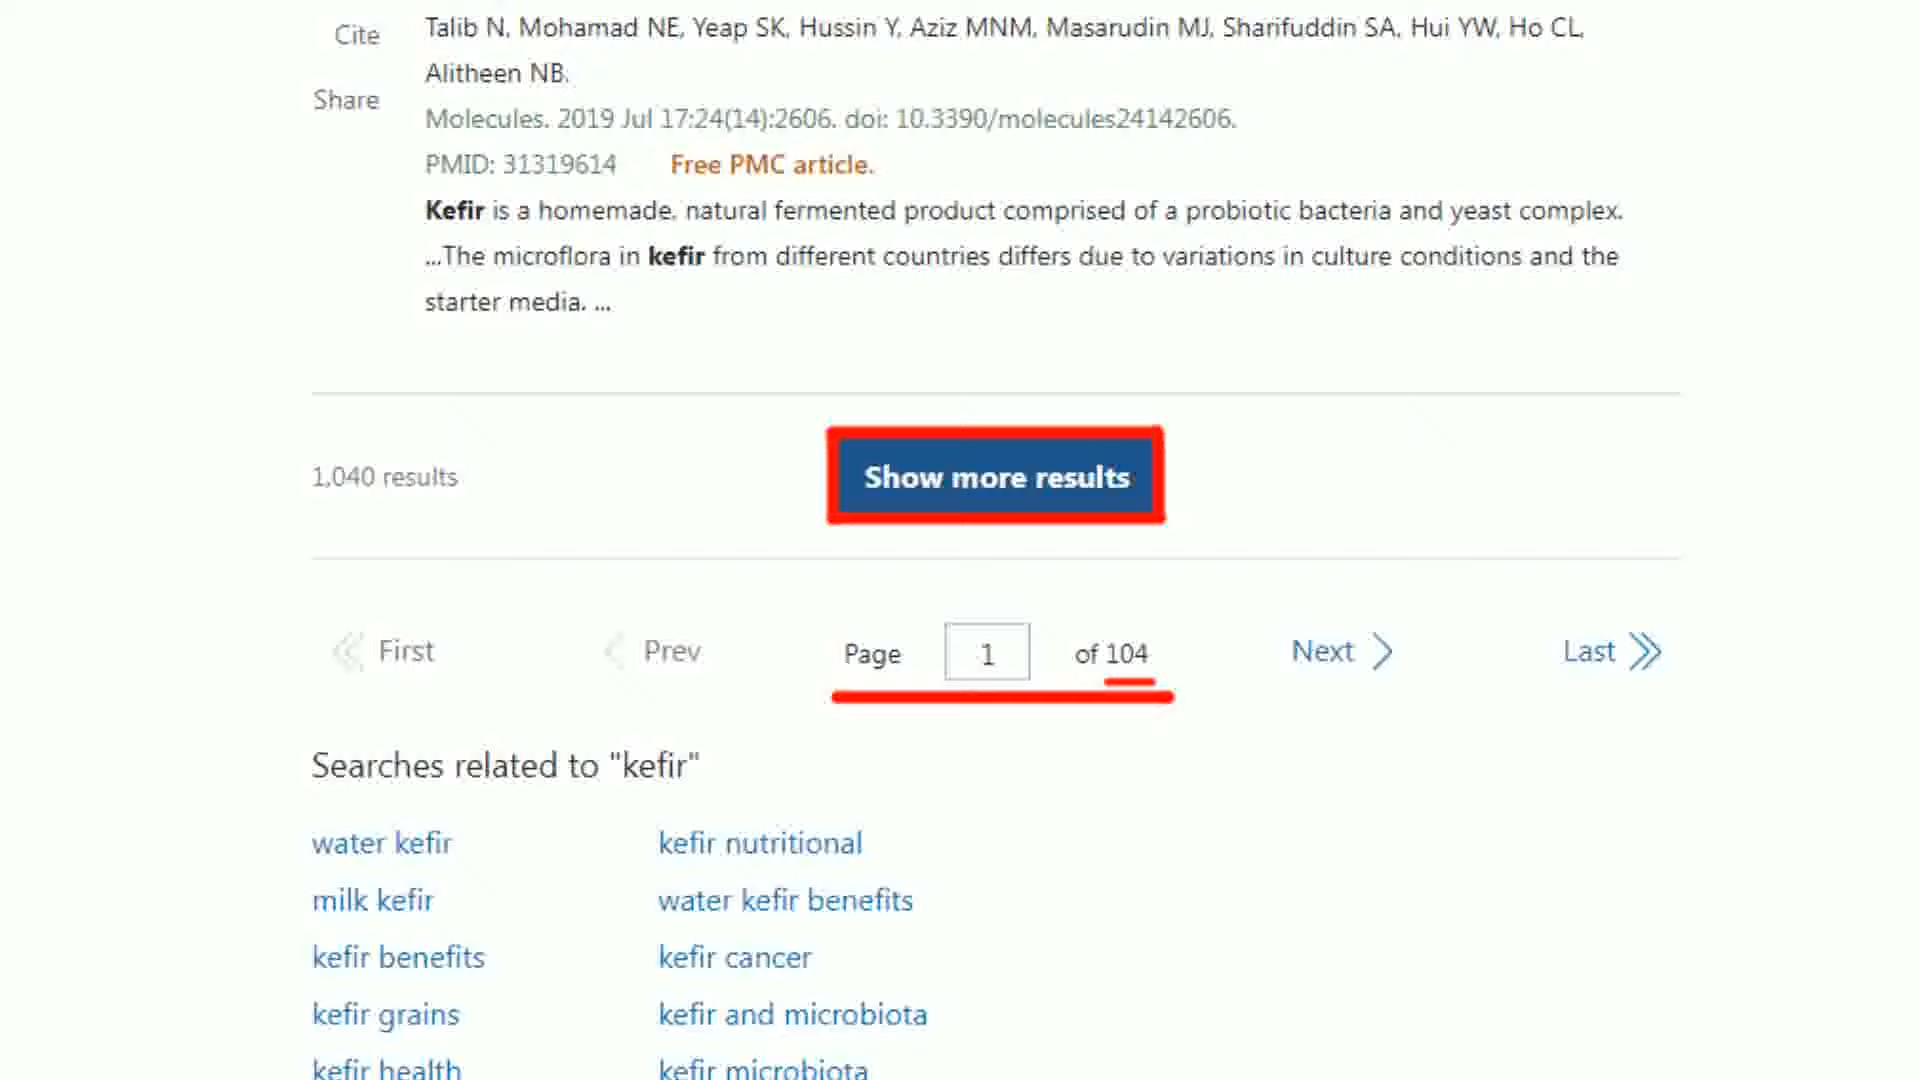 Cite
Talib N, Mohamad NE, Yeap SK, Hussin Y, Aziz MNM, Masarudin MJ, Sharifuddin SA, Hui YW, Ho CL,
Alitheen NB.
Share
Molecules. 2019 Jul 17;24(14):2606. doi: 10.3390/molecules24142606.
PMID: 31319614 Free PMC article.
Kefir is a homemade, natural fermented product comprised of a probiotic bacteria and yeast complex.
...The microflora in kefir from different countries differs due to variations in culture conditions and the
starter media. ...
1,040 results
Show more results
First Prev Page 1 of 104 Next Last
Searches related to "kefir"
water kefir kefir nutritional
milk kefir water kefir benefits
kefir benefits kefir cancer
kefir grains kefir and microbiota
kefir health kefir microbiota